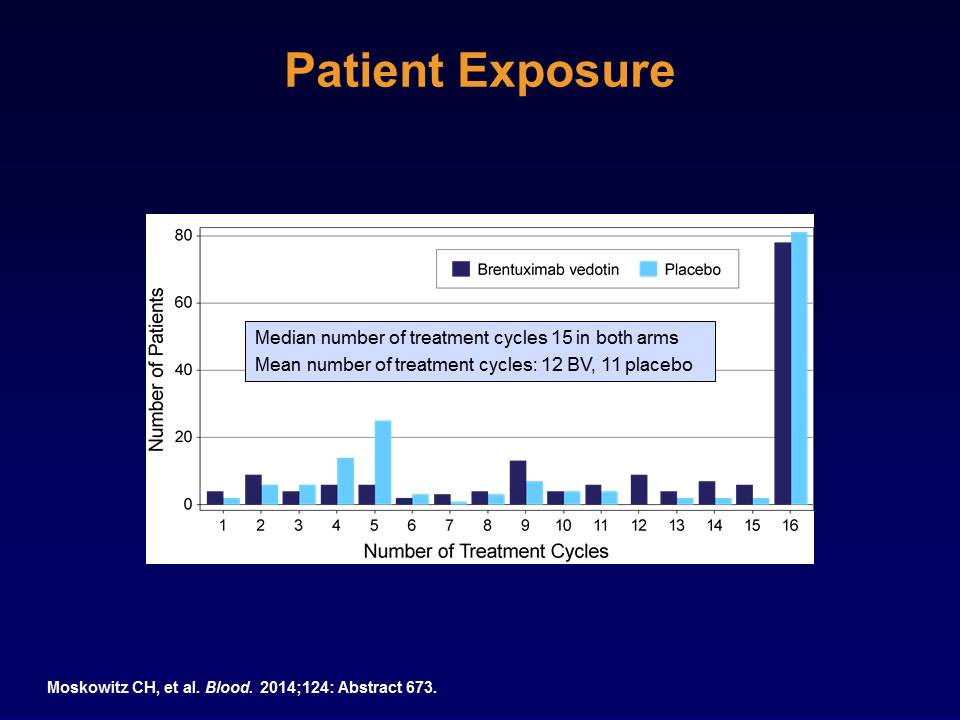 Patient Exposure
80
60
40
20
0
Number of Patients
Brentuximab vedotin
Placebo
Median number of treatment cycles 15 in both arms
Mean number of treatment cycles: 12 BV, 11 placebo
1 2 3 4 5 6 7 8 9 10 11 12 13 14 15 16
Number of Treatment Cycles
Moskowitz CH, et al. Blood. 2014;124: Abstract 673.